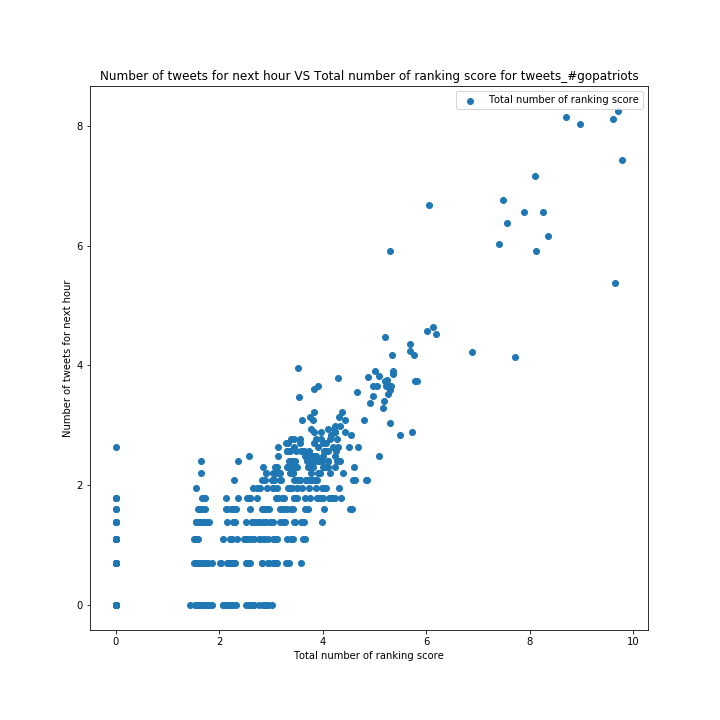 Number of tweets for next hour VS Total number of ranking score for tweets_#gopatriots
Total number of ranking score
8
6
4
2
0
Number of tweets for next hour
0 2 4 6 8 10
Total number of ranking score